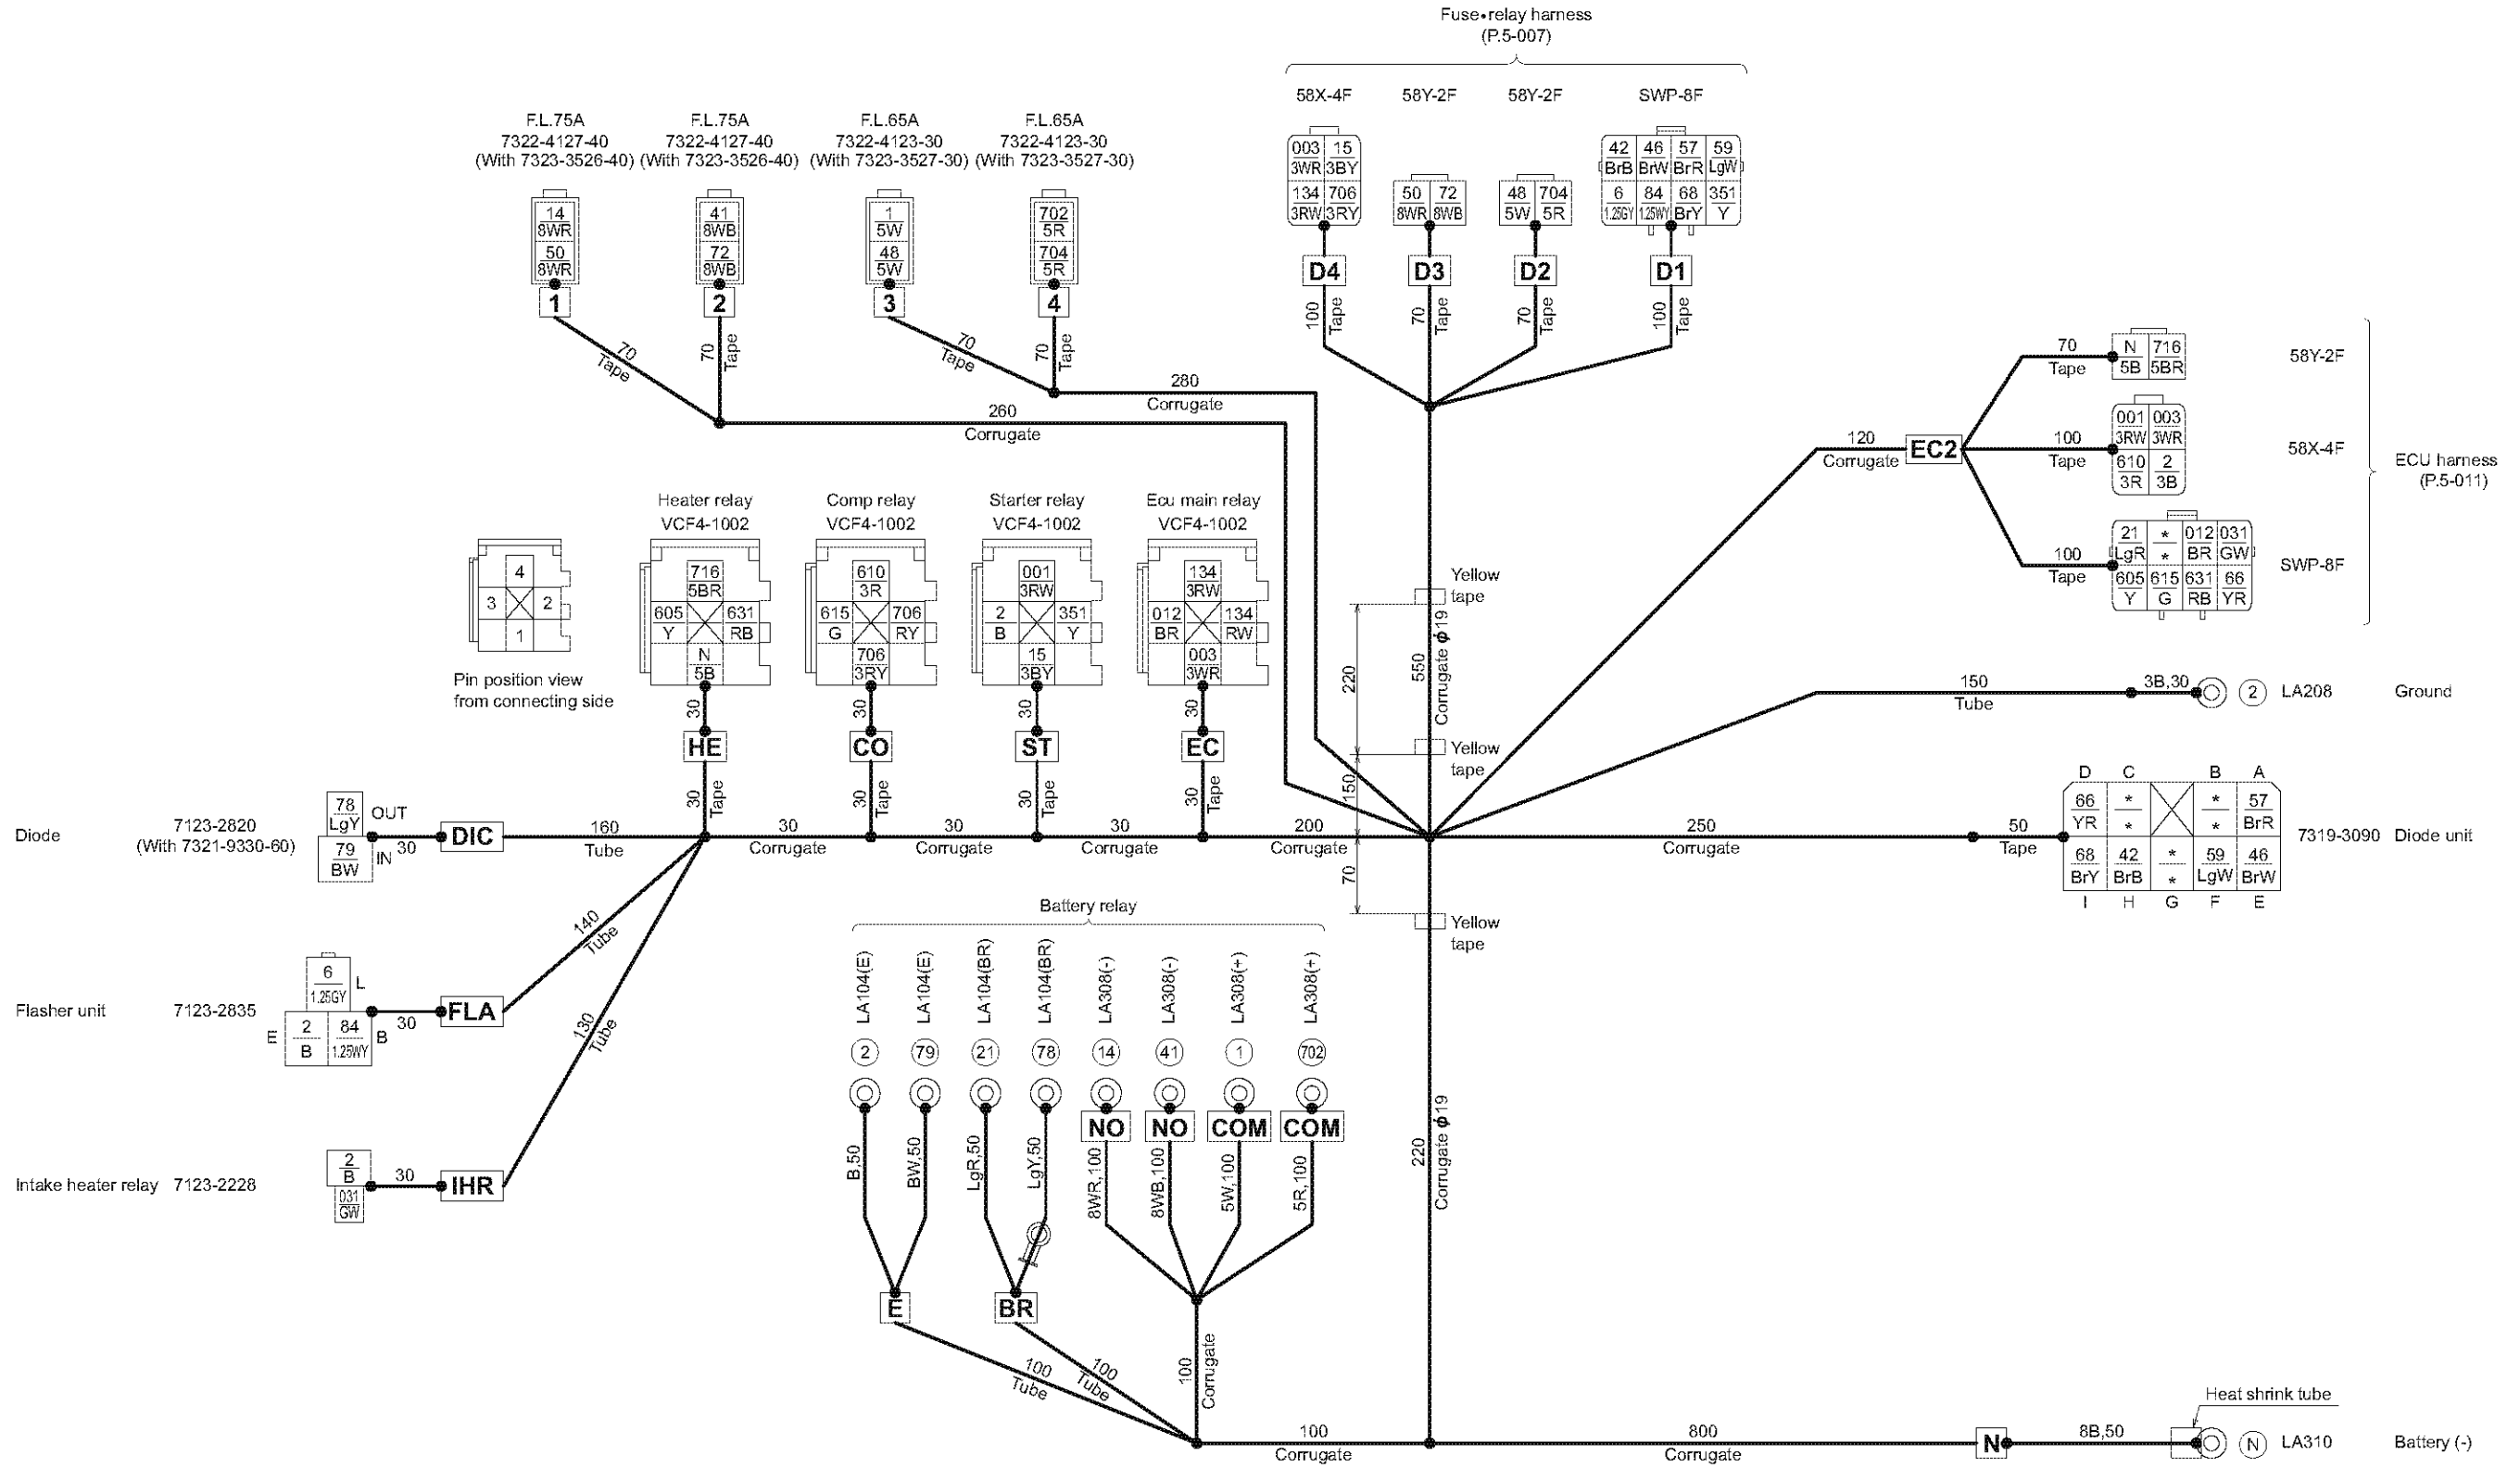 Fuse•relay harness
(P.5-007)
58X-4F
58Y-2F
58Y-2F
SWP-8F
003 15
3WR 3BY
134 706
3RW 3RY
50 72
8WR 8WB
48 704
5W 5R
42 46 57 59
BrB BrW BrR LgW
6 84 68 351
1.25GY 1.25WY BrY Y
D4
D3
D2
D1
100
Tape
70
Tape
70
Tape
100
Tape
F.L.75A
7322-4127-40
(With 7323-3526-40)
F.L.75A
7322-4127-40
(With 7323-3526-40)
F.L.65A
7322-4123-30
(With 7323-3527-30)
F.L.65A
7322-4123-30
(With 7323-3527-30)
14
8WR
50
8WR
1
41
8WB
72
8WB
2
1
5W
48
5W
3
702
5R
704
5R
4
70
Tape
70
Tape
70
Tape
70
Tape
280
Corrugate
260
Corrugate
70
Tape
N 716
5B 5BR
58Y-2F
120
Corrugate
EC2
100
Tape
001 003
3RW 3WR
610 2
3R 3B
58X-4F
ECU harness
(P.5-011)
100
Tape
21 * 012 031
LgR * BR GW
605 615 631 66
Y G RB YR
SWP-8F
4
3 2
1
Pin position view
from connecting side
Heater relay
VCF4-1002
716
5BR
605 631
Y RB
N
5B
30
HE
30
Tape
Comp relay
VCF4-1002
610
3R
615 706
G RY
706
3RY
30
CO
30
Tape
Starter relay
VCF4-1002
001
3RW
2 351
B Y
15
3BY
30
ST
30
Tape
Ecu main relay
VCF4-1002
134
3RW
012 134
BR RW
003
3WR
30
EC
30
Tape
Yellow
tape
220
550
Corrugate ϕ19
Yellow
tape
150
70
Yellow
tape
150
Tube
3B,30
2
LA208
Ground
Diode
7123-2820
(With 7321-9330-60)
78
LgY
OUT
79
BW
IN
30
DIC
160
Tube
30
Corrugate
30
Corrugate
30
Corrugate
200
Corrugate
250
Corrugate
50
Tape
D C B A
66 * * 57
YR * * BrR
68 42 * 59 46
BrY BrB * LgW BrW
I H G F E
7319-3090
Diode unit
140
Tube
Flasher unit
7123-2835
6
1.25GY
L
E
2 84
B 1.25WY
B
30
FLA
130
Tube
Intake heater relay
7123-2228
2
B
031
GW
30
IHR
Battery relay
LA104(E)
LA104(E)
LA104(BR)
LA104(BR)
LA308(-)
LA308(-)
LA308(+)
LA308(+)
2
79
21
78
14
41
1
702
NO
NO
COM
COM
B,50
BW,50
LgR,50
LgY,50
8WR,100
8WB,100
5W,100
5R,100
E
BR
100
Tube
100
Tube
100
Corrugate
220
Corrugate ϕ19
100
Corrugate
800
Corrugate
N
8B,50
Heat shrink tube
N
LA310
Battery (-)